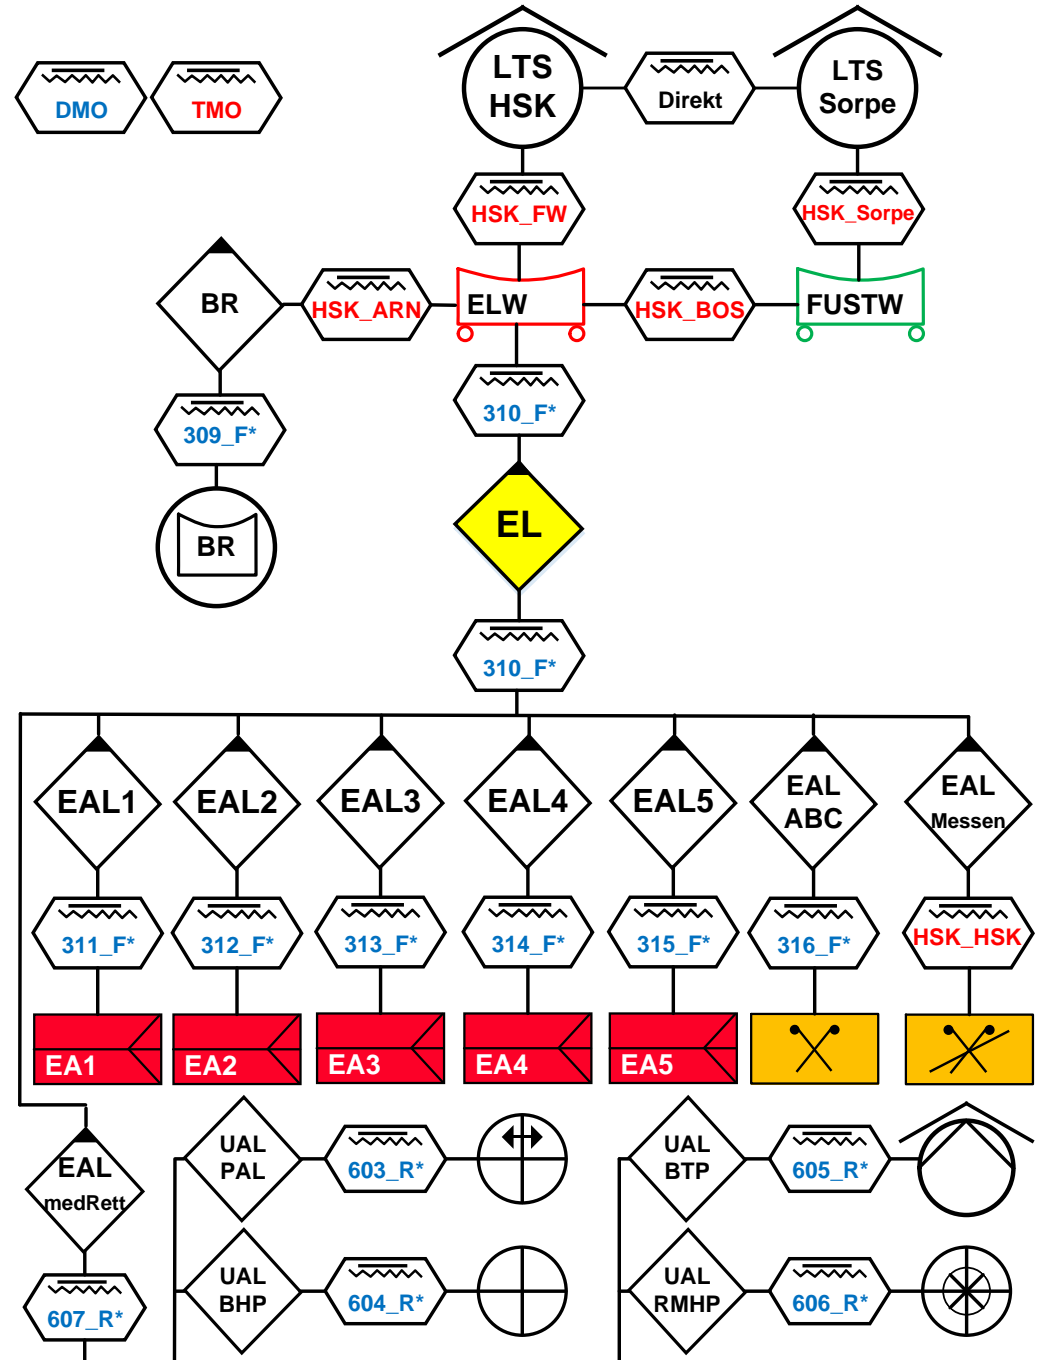 LTS
HSK
LTS
Sorpe
Direkt
DMO
TMO
HSK_FW
HSK_Sorpe
BR
HSK_ARN
ELW
HSK_BOS
FUSTW
309_F*
310_F*
BR
EL
310_F*
EAL1
EAL2
EAL3
EAL4
EAL5
EAL
ABC
EAL
Messen
311_F*
312_F*
313_F*
314_F*
315_F*
316_F*
HSK_HSK
EA1
EA2
EA3
EA4
EA5
EAL
medRett
UAL
PAL
603_R*
UAL
BTP
605_R*
607_R*
UAL
BHP
604_R*
UAL
RMHP
606_R*